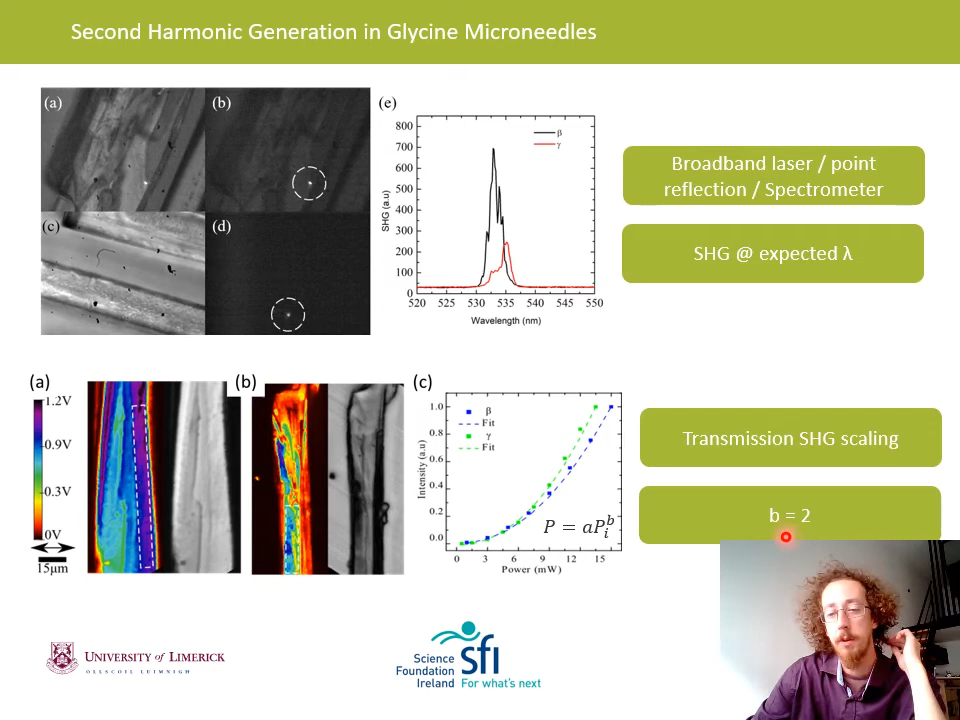 Second Harmonic Generation in Glycine Microneedles
(a)
(b)
(c)
(d)
(e)
800
700
600
500
400
300
200
100
0
SHG (a.u)
β
γ
520
525
530
535
540
545
550
Wavelength (nm)
Broadband laser / point
reflection / Spectrometer
SHG @ expected λ
(a)
(b)
(c)
1.2V
0.9V
0.3V
0V
15μm
1.0
0.8
0.6
0.4
0.2
0.0
Intensity (a.u)
β
Fit
γ
Fit
P = aPᵢᵇ
0
3
6
9
12
15
Power (mW)
Transmission SHG scaling
b = 2
UNIVERSITY of LIMERICK
OLLSCOIL LUIMNIGH
Science
Foundation
Ireland
sfi
For what's next